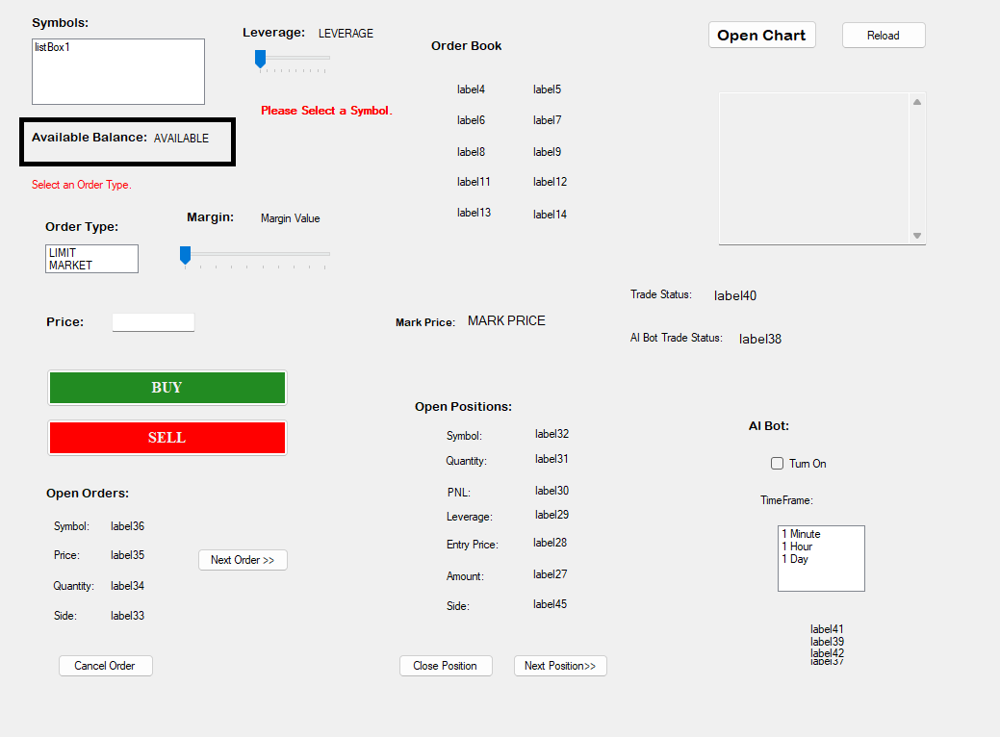 Symbols:
listBox1
Leverage: LEVERAGE
Please Select a Symbol.
Available Balance: AVAILABLE
Select an Order Type.
Order Type:
LIMIT
MARKET
Margin: Margin Value
Order Book
label4 label5
label6 label7
label8 label9
label11 label12
label13 label14
Open Chart
Reload
Trade Status: label40
AI Bot Trade Status: label38
Price:
Mark Price: MARK PRICE
BUY
SELL
Open Orders:
Symbol: label36
Price: label35
Quantity: label34
Side: label33
Next Order >>
Cancel Order
Open Positions:
Symbol: label32
Quantity: label31
PNL: label30
Leverage: label29
Entry Price: label28
Amount: label27
Side: label45
Close Position
Next Position>>
AI Bot:
Turn On
TimeFrame:
1 Minute
1 Hour
1 Day
label41
label39
label42
label37